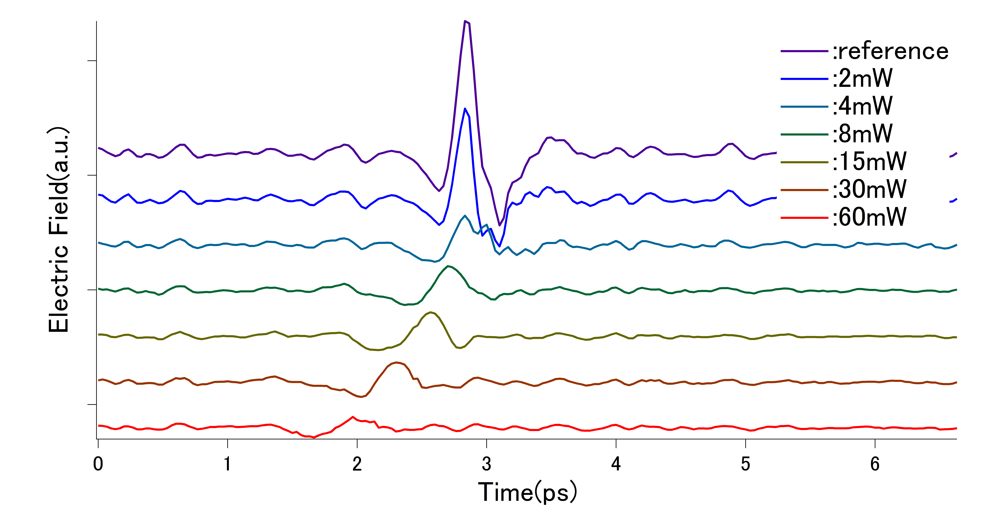 :reference
:2mW
:4mW
:8mW
:15mW
:30mW
:60mW
Electric Field(a.u.)
0 1 2 3 4 5 6
Time(ps)